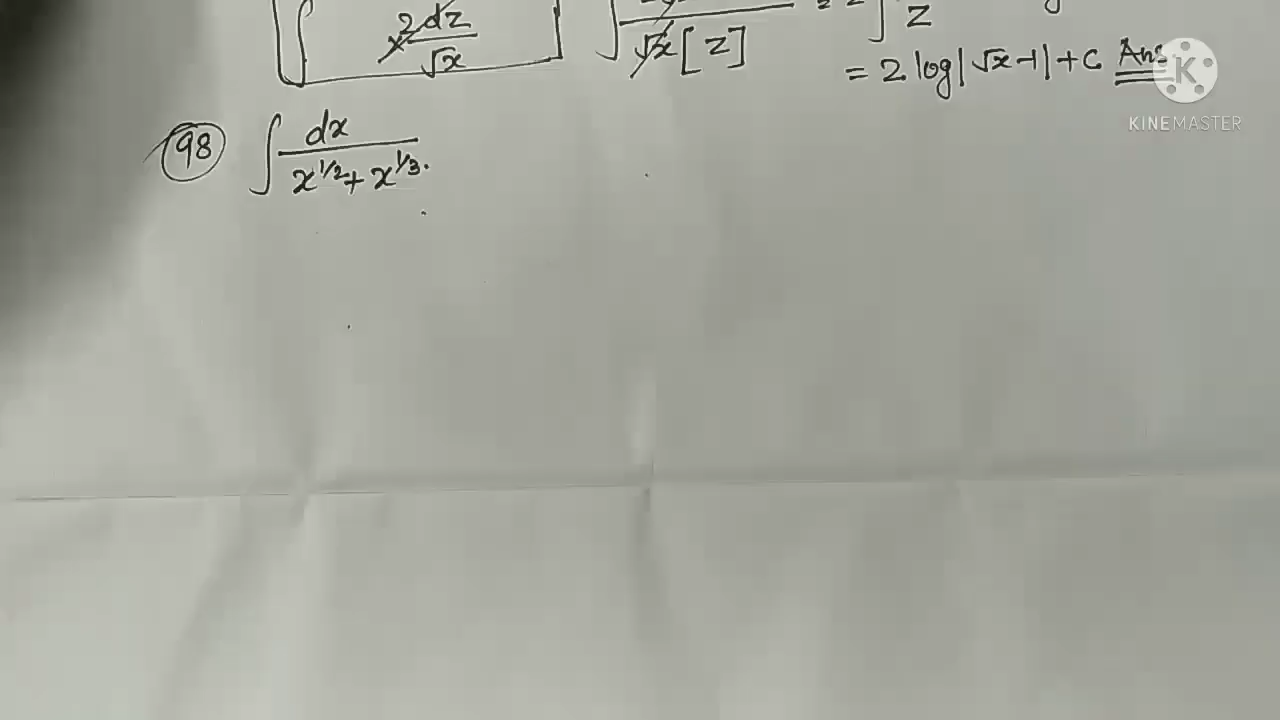 2dz
√x
√x [z]
z
= 2 log|√x-1| + c Ans
KINEMASTER
98 ∫ dx
x^1/2 + x^1/3.